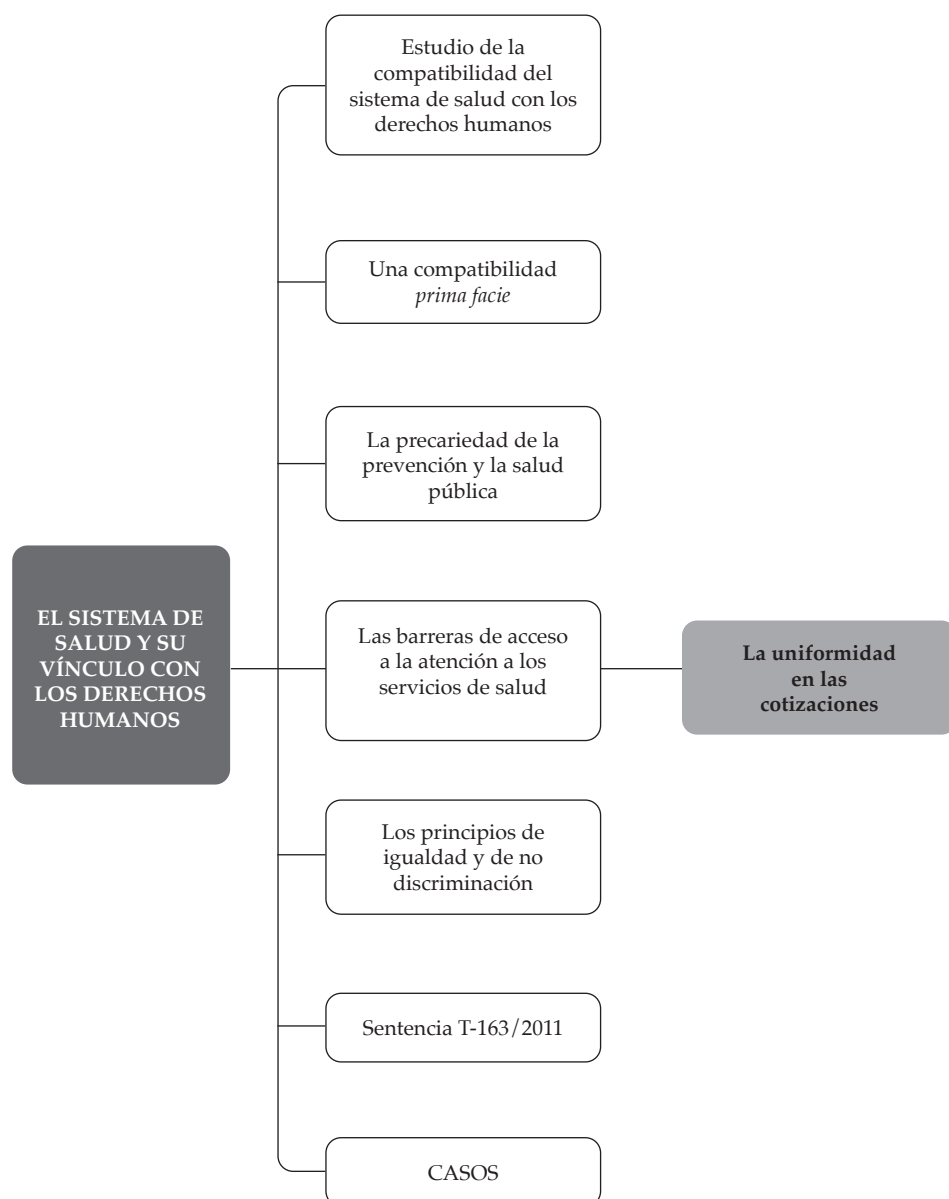 Estudio de la
compatibilidad del
sistema de salud con los
derechos humanos
Una compatibilidad
prima facie
La precariedad de la
prevención y la salud
pública
EL SISTEMA DE
SALUD Y SU
VÍNCULO CON
LOS DERECHOS
HUMANOS
Las barreras de acceso
a la atención a los
servicios de salud
La uniformidad
en las
cotizaciones
Los principios de
igualdad y de no
discriminación
Sentencia T-163/2011
CASOS